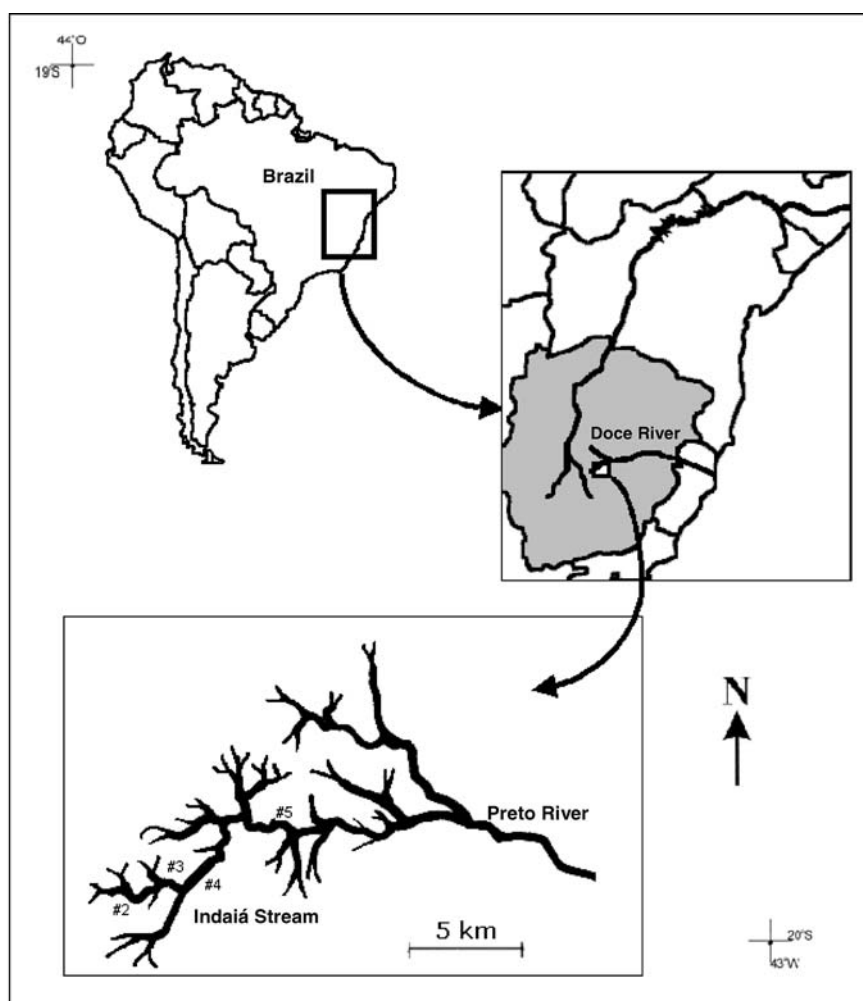 44°O
19°S
Brazil
Doce River
N
#5
Preto River
#3
#4
#2
Indaiá Stream
5 km
20°S
43°W